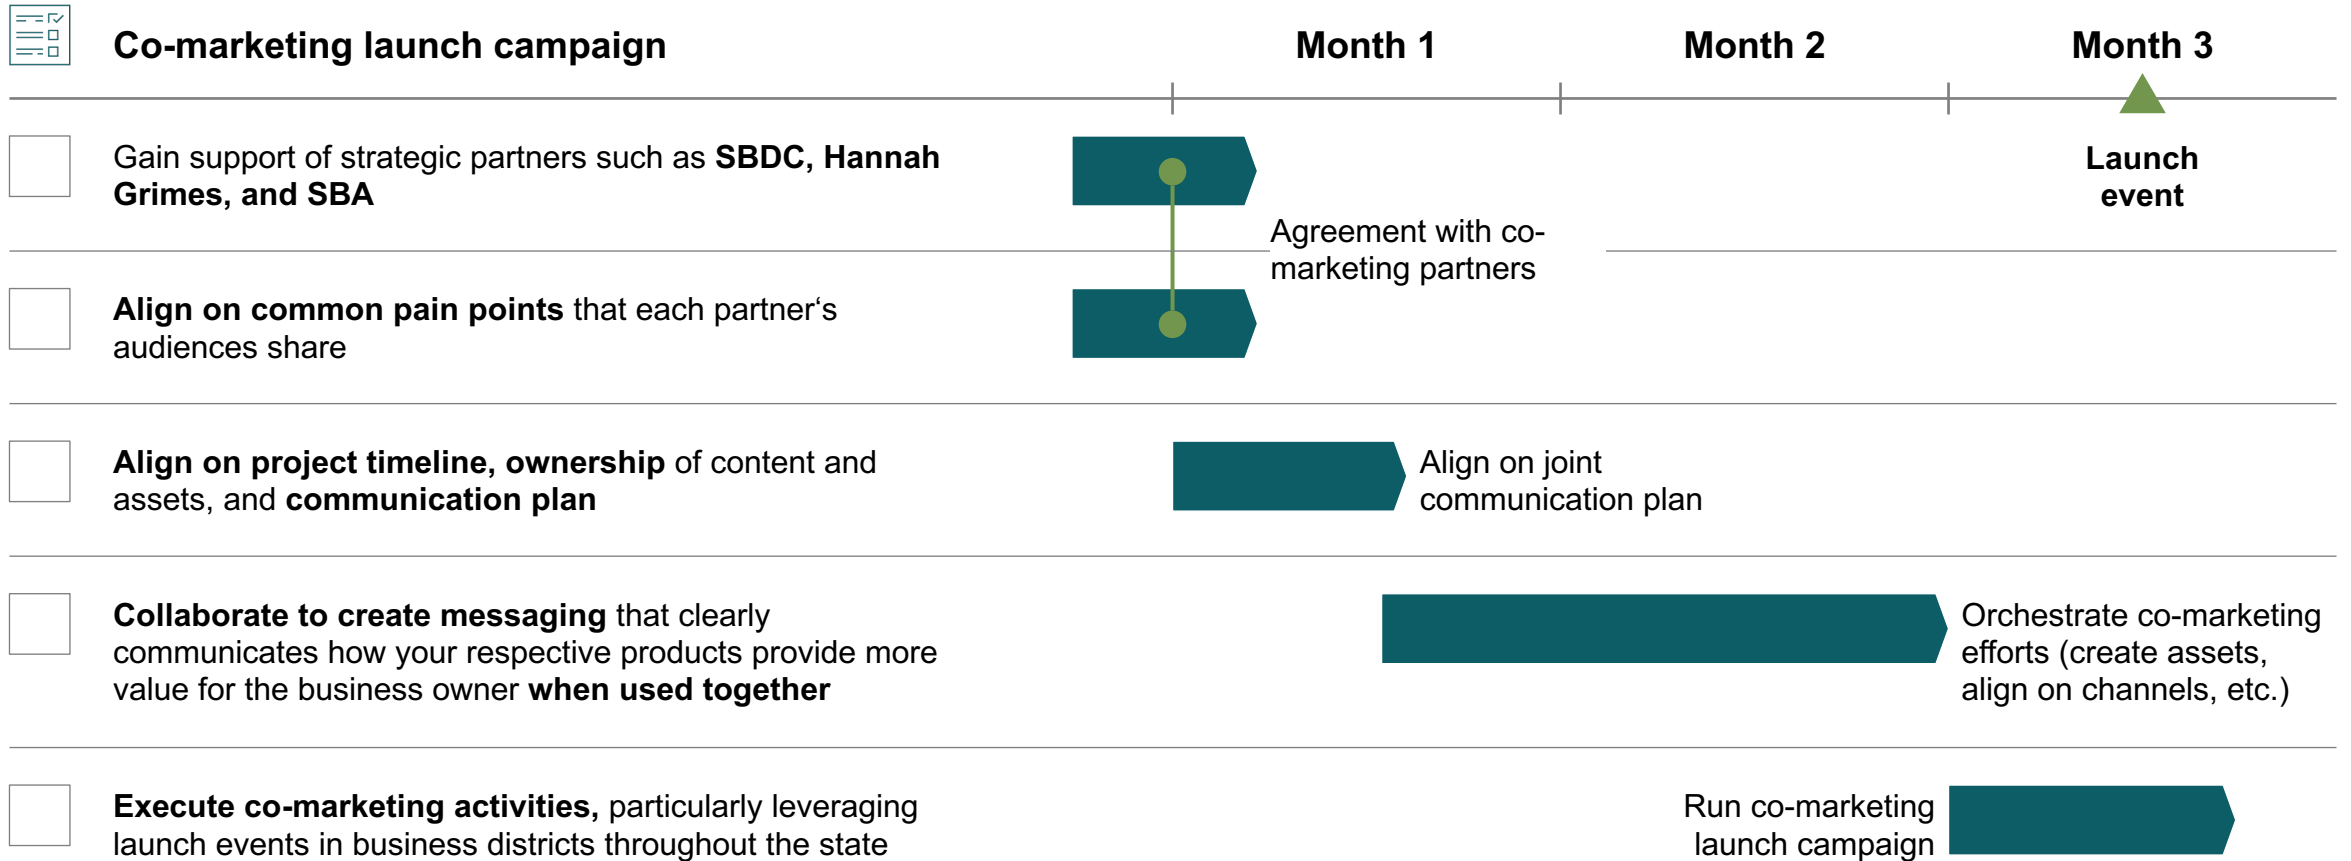 Co-marketing launch campaign
Month 1
Month 2
Month 3
Gain support of strategic partners such as SBDC, Hannah
Grimes, and SBA
Launch
event
Agreement with co-
marketing partners
Align on common pain points that each partner‘s
audiences share
Align on project timeline, ownership of content and
assets, and communication plan
Align on joint
communication plan
Collaborate to create messaging that clearly
communicates how your respective products provide more
value for the business owner when used together
Orchestrate co-marketing
efforts (create assets,
align on channels, etc.)
Execute co-marketing activities, particularly leveraging
launch events in business districts throughout the state
Run co-marketing
launch campaign